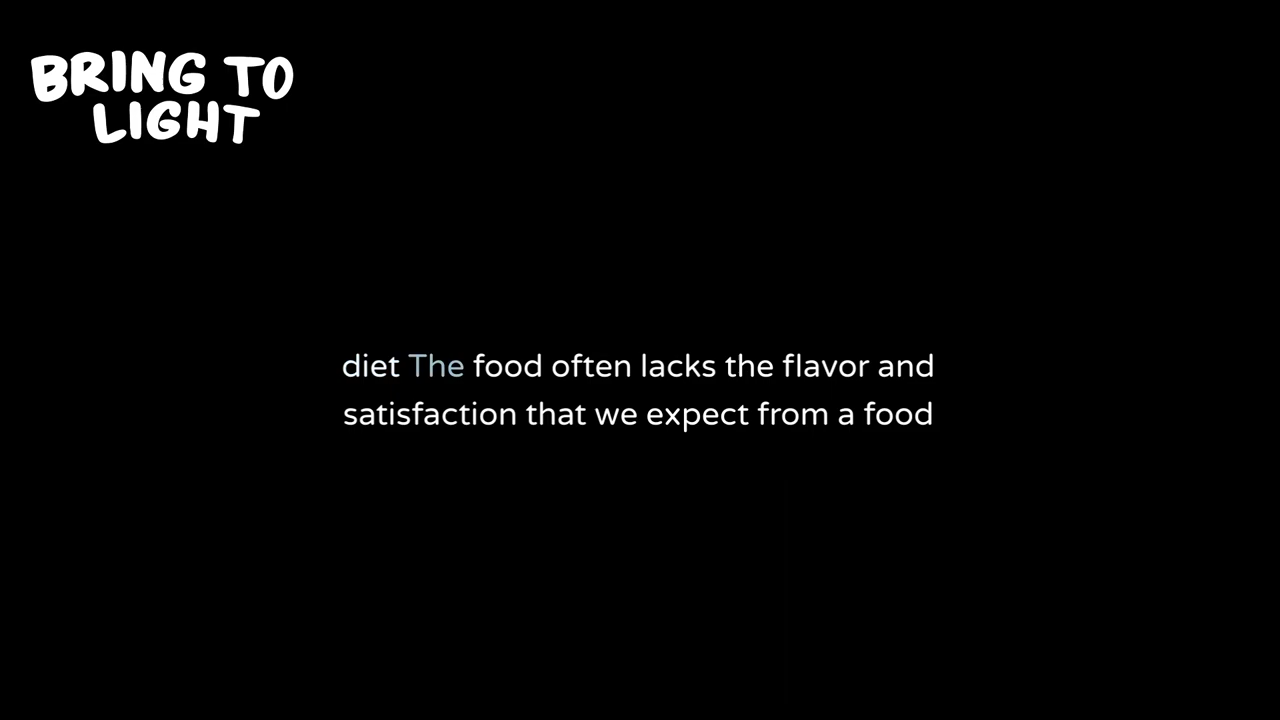 BRING TO
LIGHT
diet The food often lacks the flavor and
satisfaction that we expect from a food